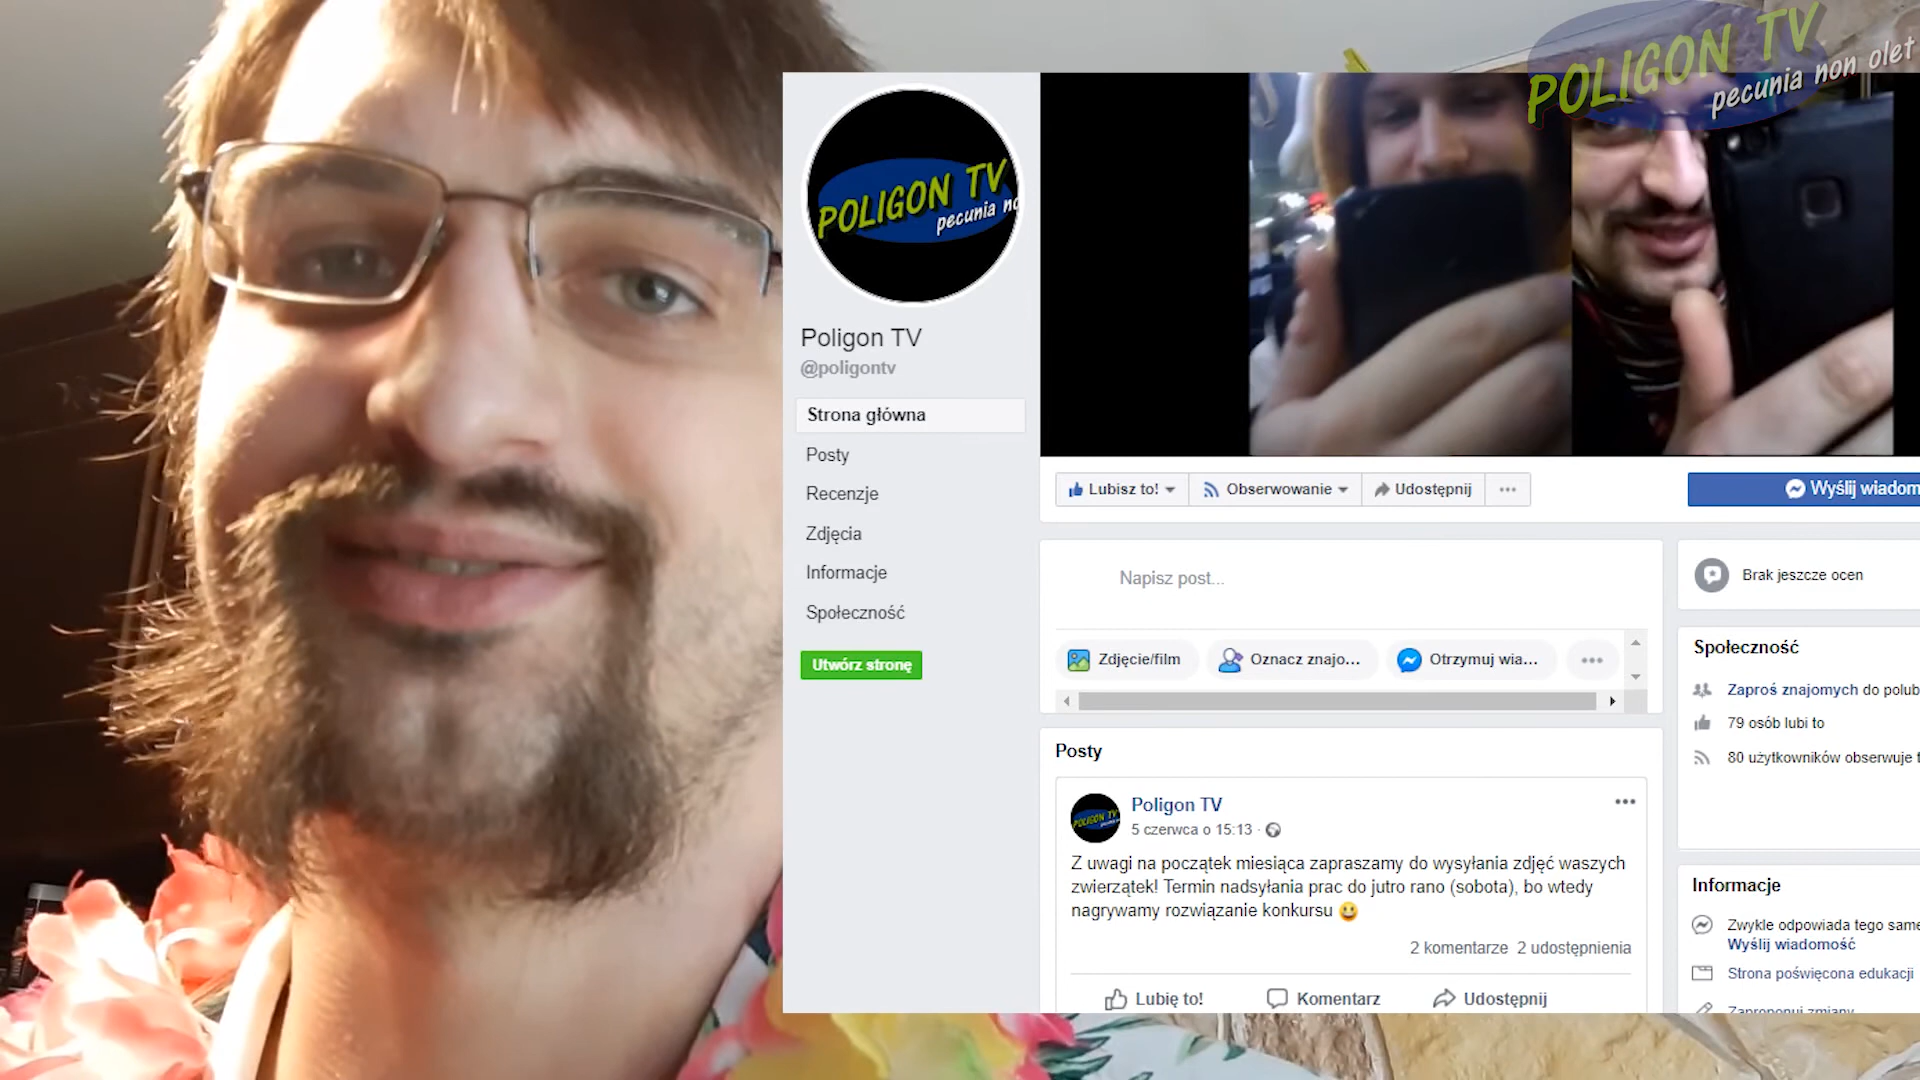 POLIGON TV
pecunia non olet
POLIGON TV
pecunia no
Poligon TV
@poligontv
Strona główna
Posty
Recenzje
Zdjęcia
Informacje
Społeczność
Utwórz stronę
Lubisz to!
Obserwowanie
Udostępnij
Wyślij wiadom
Napisz post...
Zdjęcie/film
Oznacz znajo...
Otrzymuj wia...
Posty
Poligon TV
5 czerwca o 15:13
Z uwagi na początek miesiąca zapraszamy do wysyłania zdjęć waszych
zwierzątek! Termin nadsyłania prac do jutro rano (sobota), bo wtedy
nagrywamy rozwiązanie konkursu
2 komentarze 2 udostępnienia
Lubię to!
Komentarz
Udostępnij
Brak jeszcze ocen
Społeczność
Zaproś znajomych do polub
79 osób lubi to
80 użytkowników obserwuje t
Informacje
Zwykle odpowiada tego same
Wyślij wiadomość
Strona poświęcona edukacji
Zaproponuj zmiany